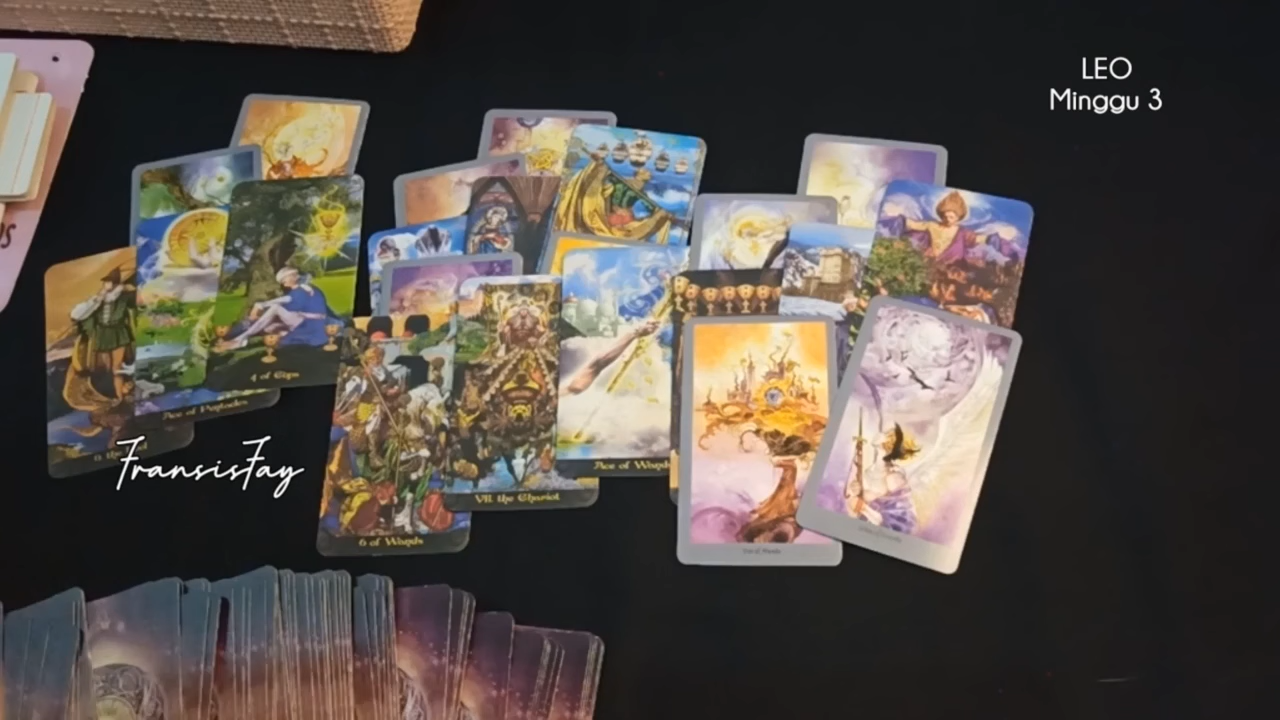 LEO
Minggu 3
4 of Cups
Ace of Pentacles
FransisFay
Ace of Wands
VII. the Chariot
6 of Wands